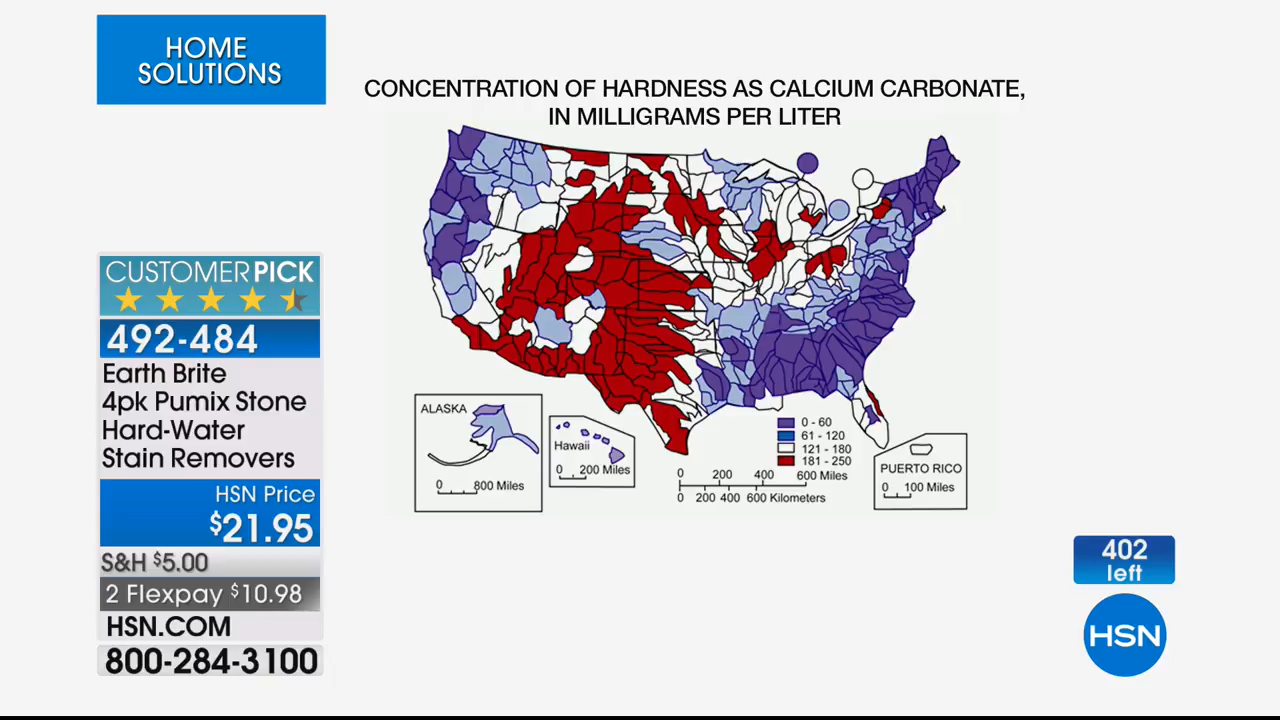 HOME
SOLUTIONS
CONCENTRATION OF HARDNESS AS CALCIUM CARBONATE,
IN MILLIGRAMS PER LITER
CUSTOMER PICK
492-484
Earth Brite
4pk Pumix Stone
Hard-Water
Stain Removers
HSN Price
$21.95
S&H $5.00
2 Flexpay $10.98
HSN.COM
800-284-3100
ALASKA
0 800 Miles
Hawaii
0 200 Miles
0 - 60
61 - 120
121 - 180
181 - 250
0 200 400 600 Miles
0 200 400 600 Kilometers
PUERTO RICO
0 100 Miles
402
left
HSN